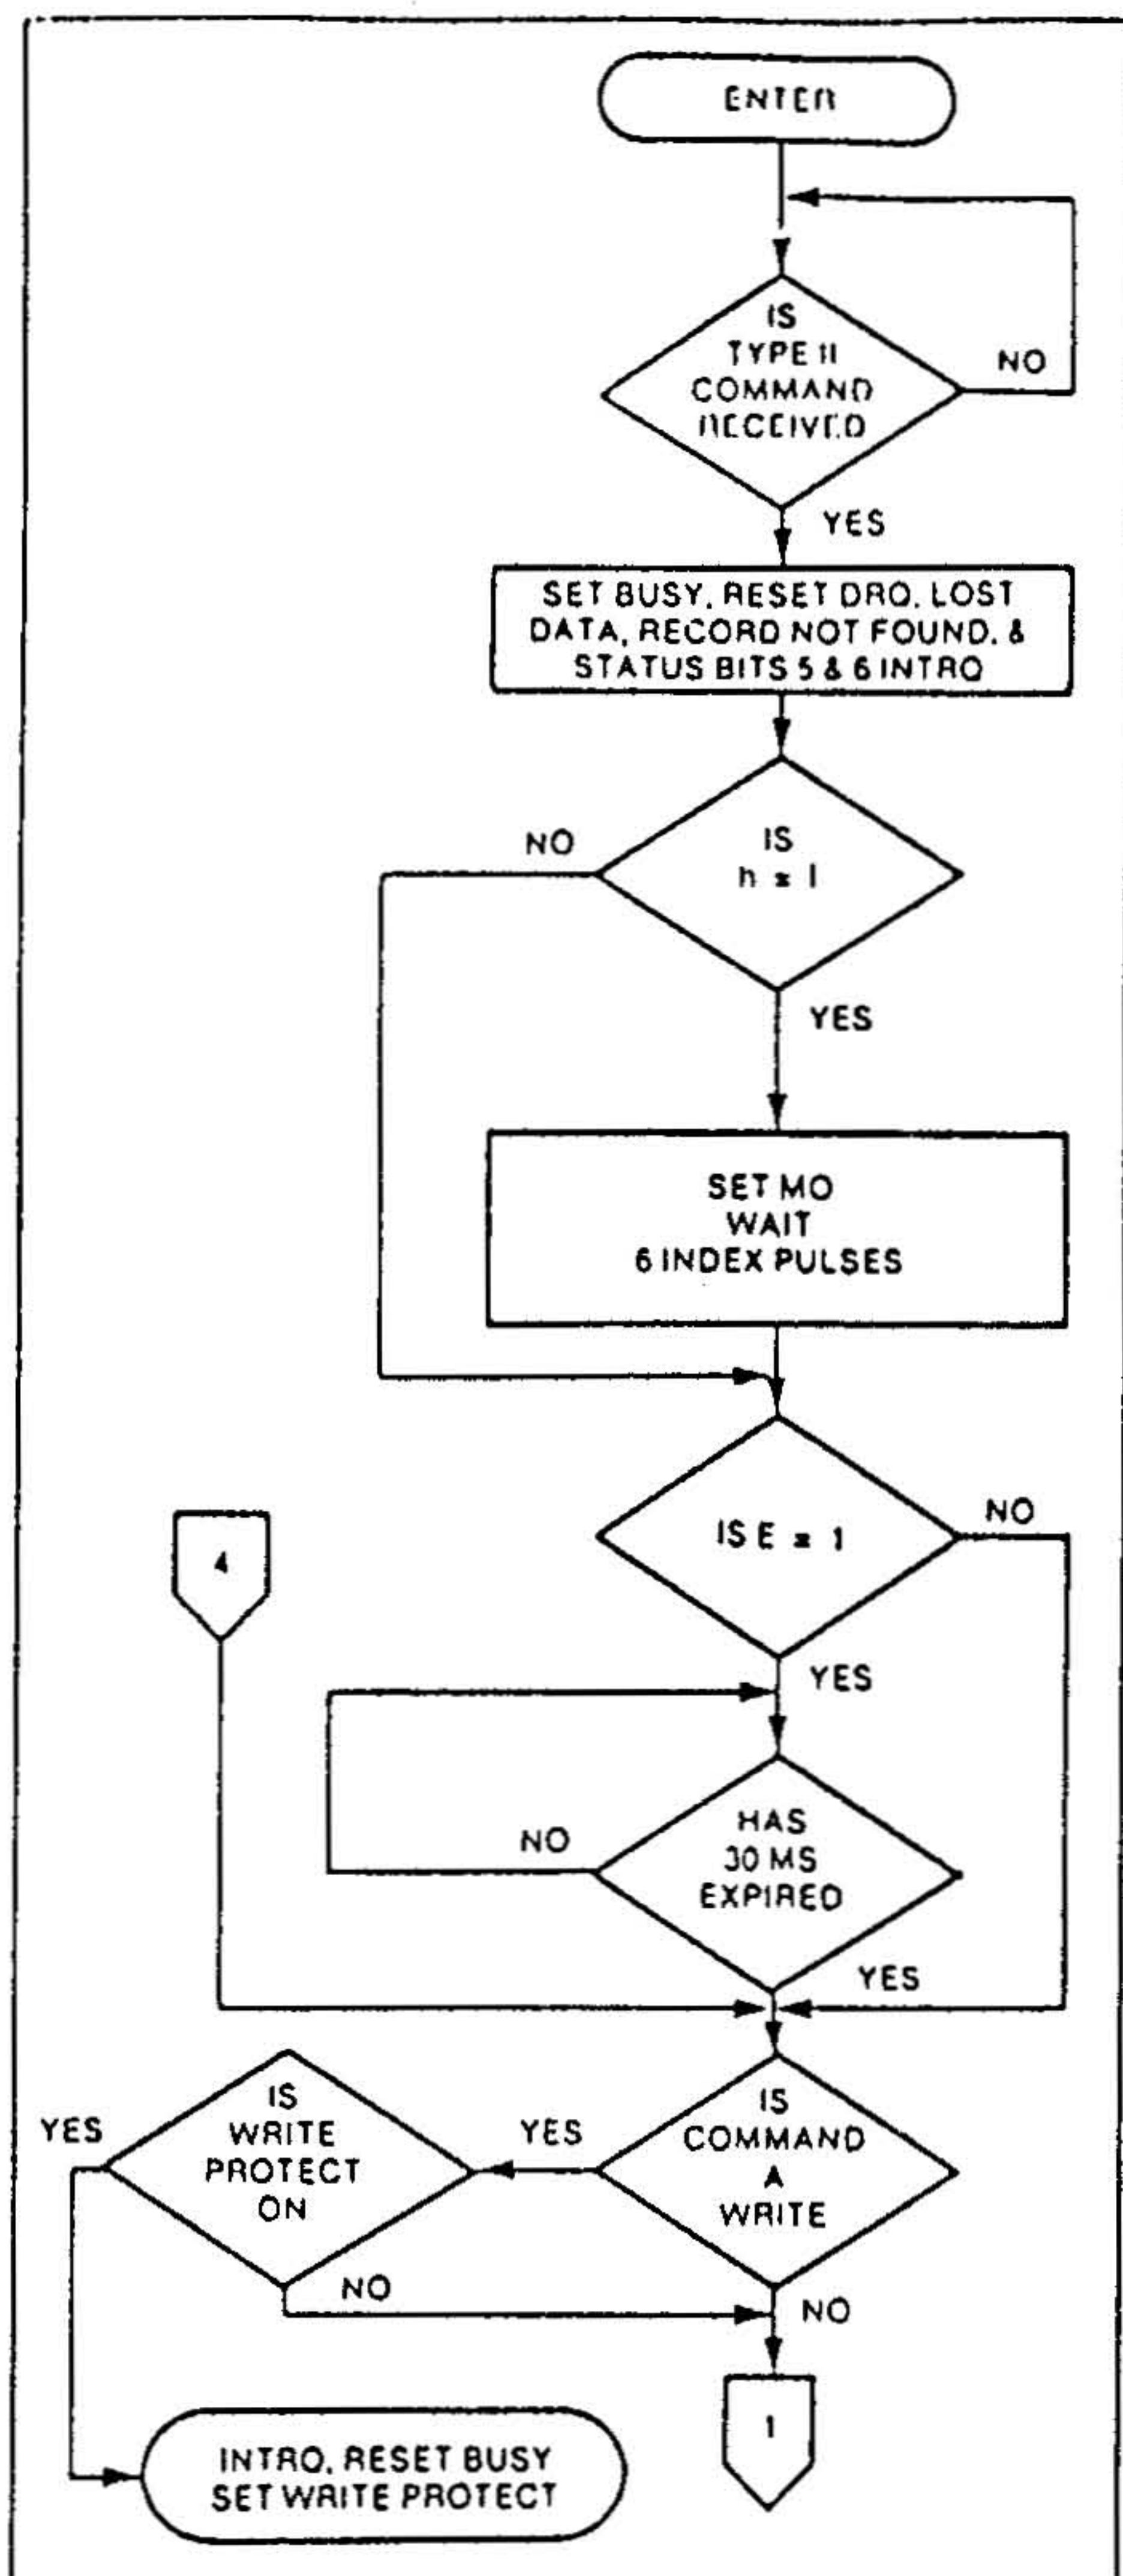 ENTER
IS
TYPE II
COMMAND
RECEIVED
NO
YES
SET BUSY, RESET DRQ, LOST
DATA, RECORD NOT FOUND, &
STATUS BITS 5 & 6 INTRQ
IS
h = 1
NO
YES
SET MO
WAIT
6 INDEX PULSES
IS E = 1
NO
4
YES
HAS
30 MS
EXPIRED
NO
YES
IS
COMMAND
A
WRITE
YES
IS
WRITE
PROTECT
ON
YES
NO
NO
1
INTRQ, RESET BUSY
SET WRITE PROTECT